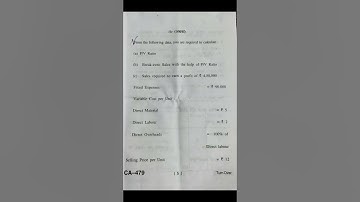 From the following data, you are required to calculate :
(a) P/V Ratio
(b) Break-even Sales with the help of P/V Ratio
(c) Sales required to earn a profit of ₹ 4,50,000
Fixed Expenses = ₹ 90,000
Variable Cost per Unit
Direct Material = ₹ 5
Direct Labour = ₹ 2
Direct Overheads = 100% of
Direct labour
Selling Price per Unit = ₹ 12
CA–479 ( 5 ) Turn Over